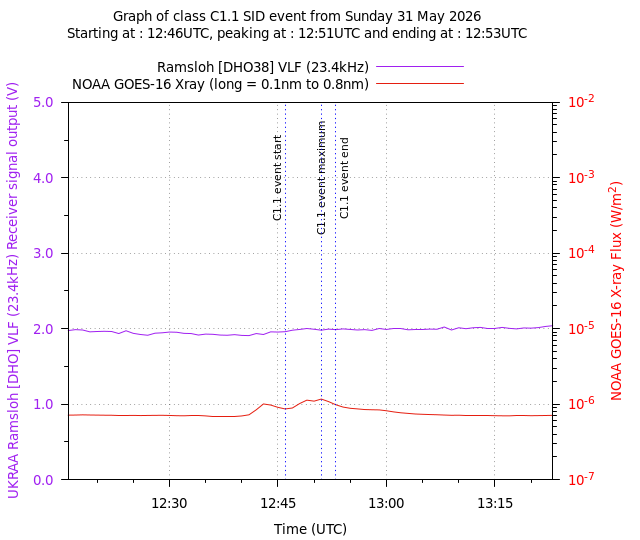 Graph of class C1.1 SID event from Sunday 31 May 2026
Starting at : 12:46UTC, peaking at : 12:51UTC and ending at : 12:53UTC
Ramsloh [DHO38] VLF (23.4kHz)
NOAA GOES-16 Xray (long = 0.1nm to 0.8nm)
UKRAA Ramsloh [DHO] VLF (23.4kHz) Receiver signal output (V)
5.0
4.0
3.0
2.0
1.0
0.0
C1.1 event start
C1.1 event maximum
C1.1 event end
10-2
10-3
10-4
10-5
10-6
10-7
NOAA GOES-16 X-ray Flux (W/m2)
12:30
12:45
13:00
13:15
Time (UTC)